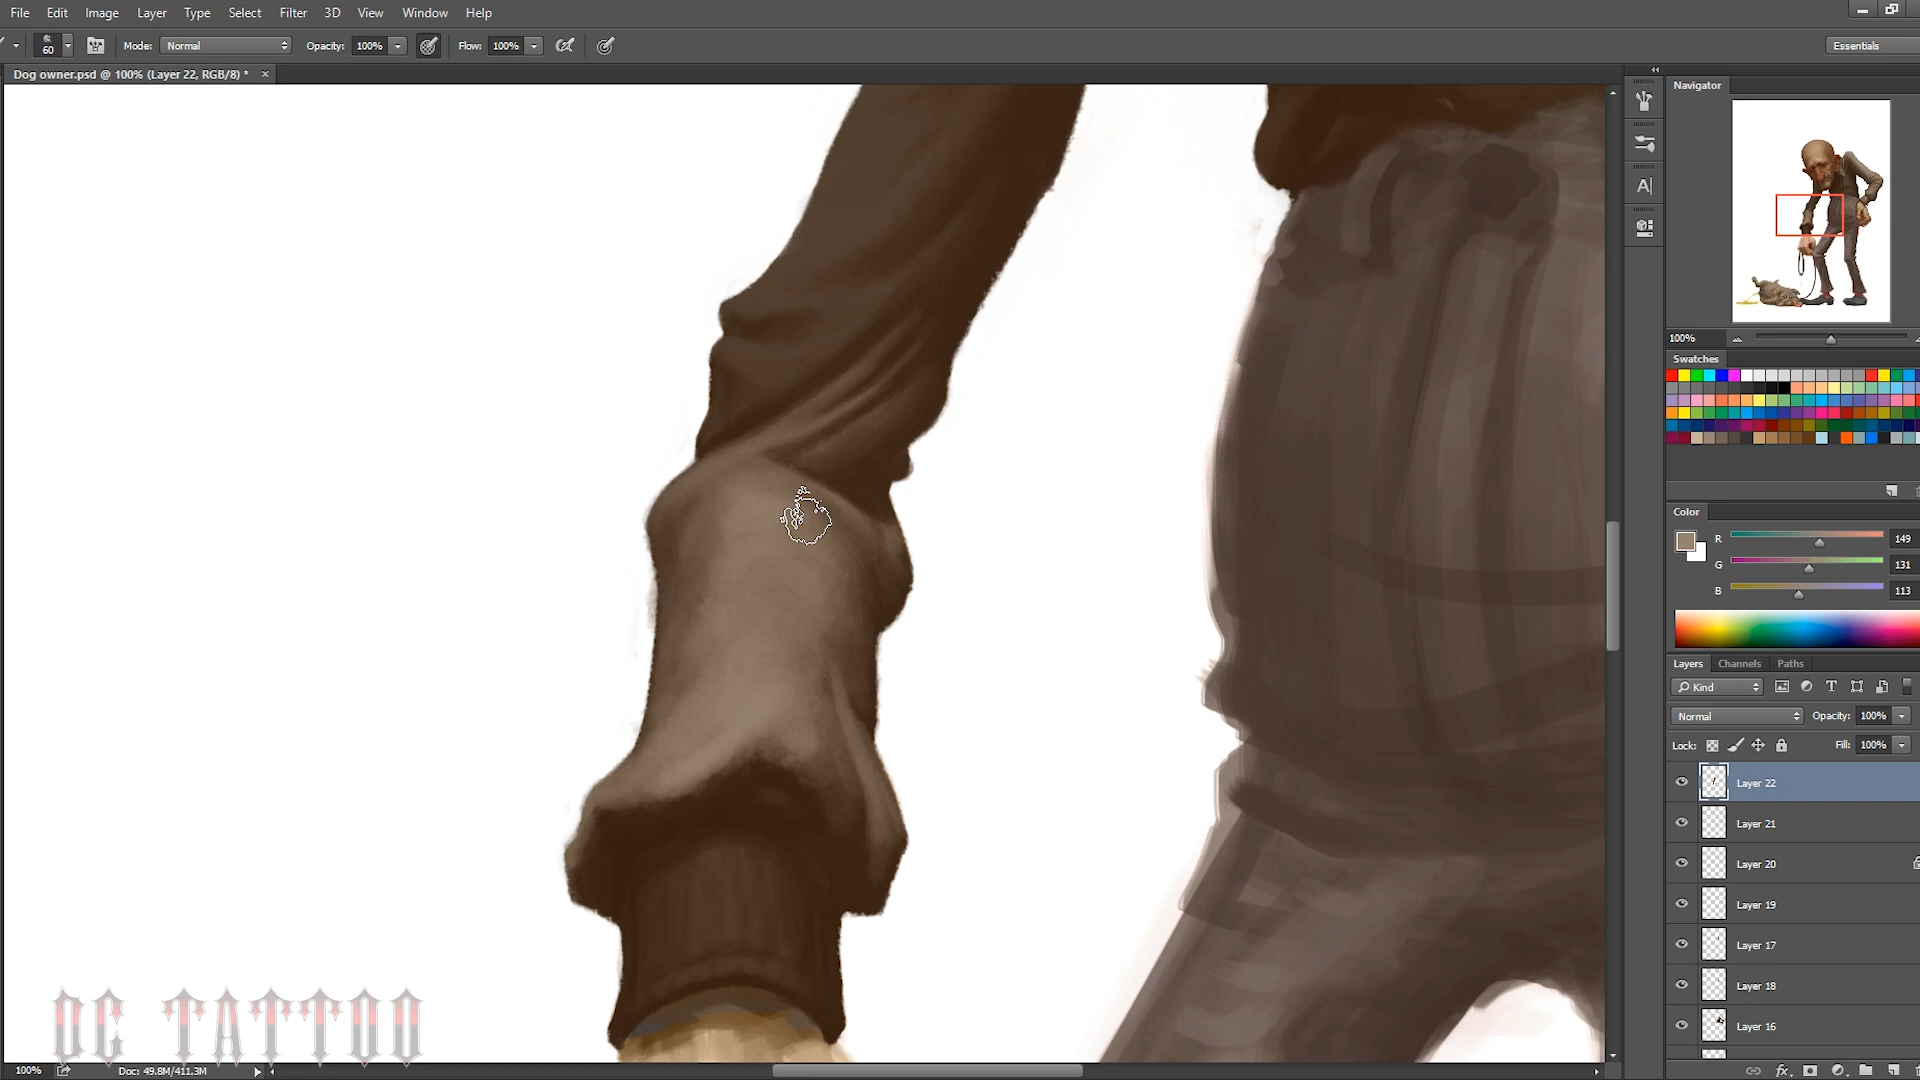 File Edit Image Layer Type Select Filter 3D View Window Help
60 Mode: Normal Opacity: 100% Flow: 100% Essentials
Dog owner.psd @ 100% (Layer 22, RGB/8) * ×
Navigator
100%
Swatches
Color
R 149
G 131
B 113
Layers Channels Paths
Kind
Normal Opacity: 100%
Lock: Fill: 100%
Layer 22
Layer 21
Layer 20
Layer 19
Layer 17
Layer 18
Layer 16
OC TATTOO
100% Doc: 49.8M/411.3M